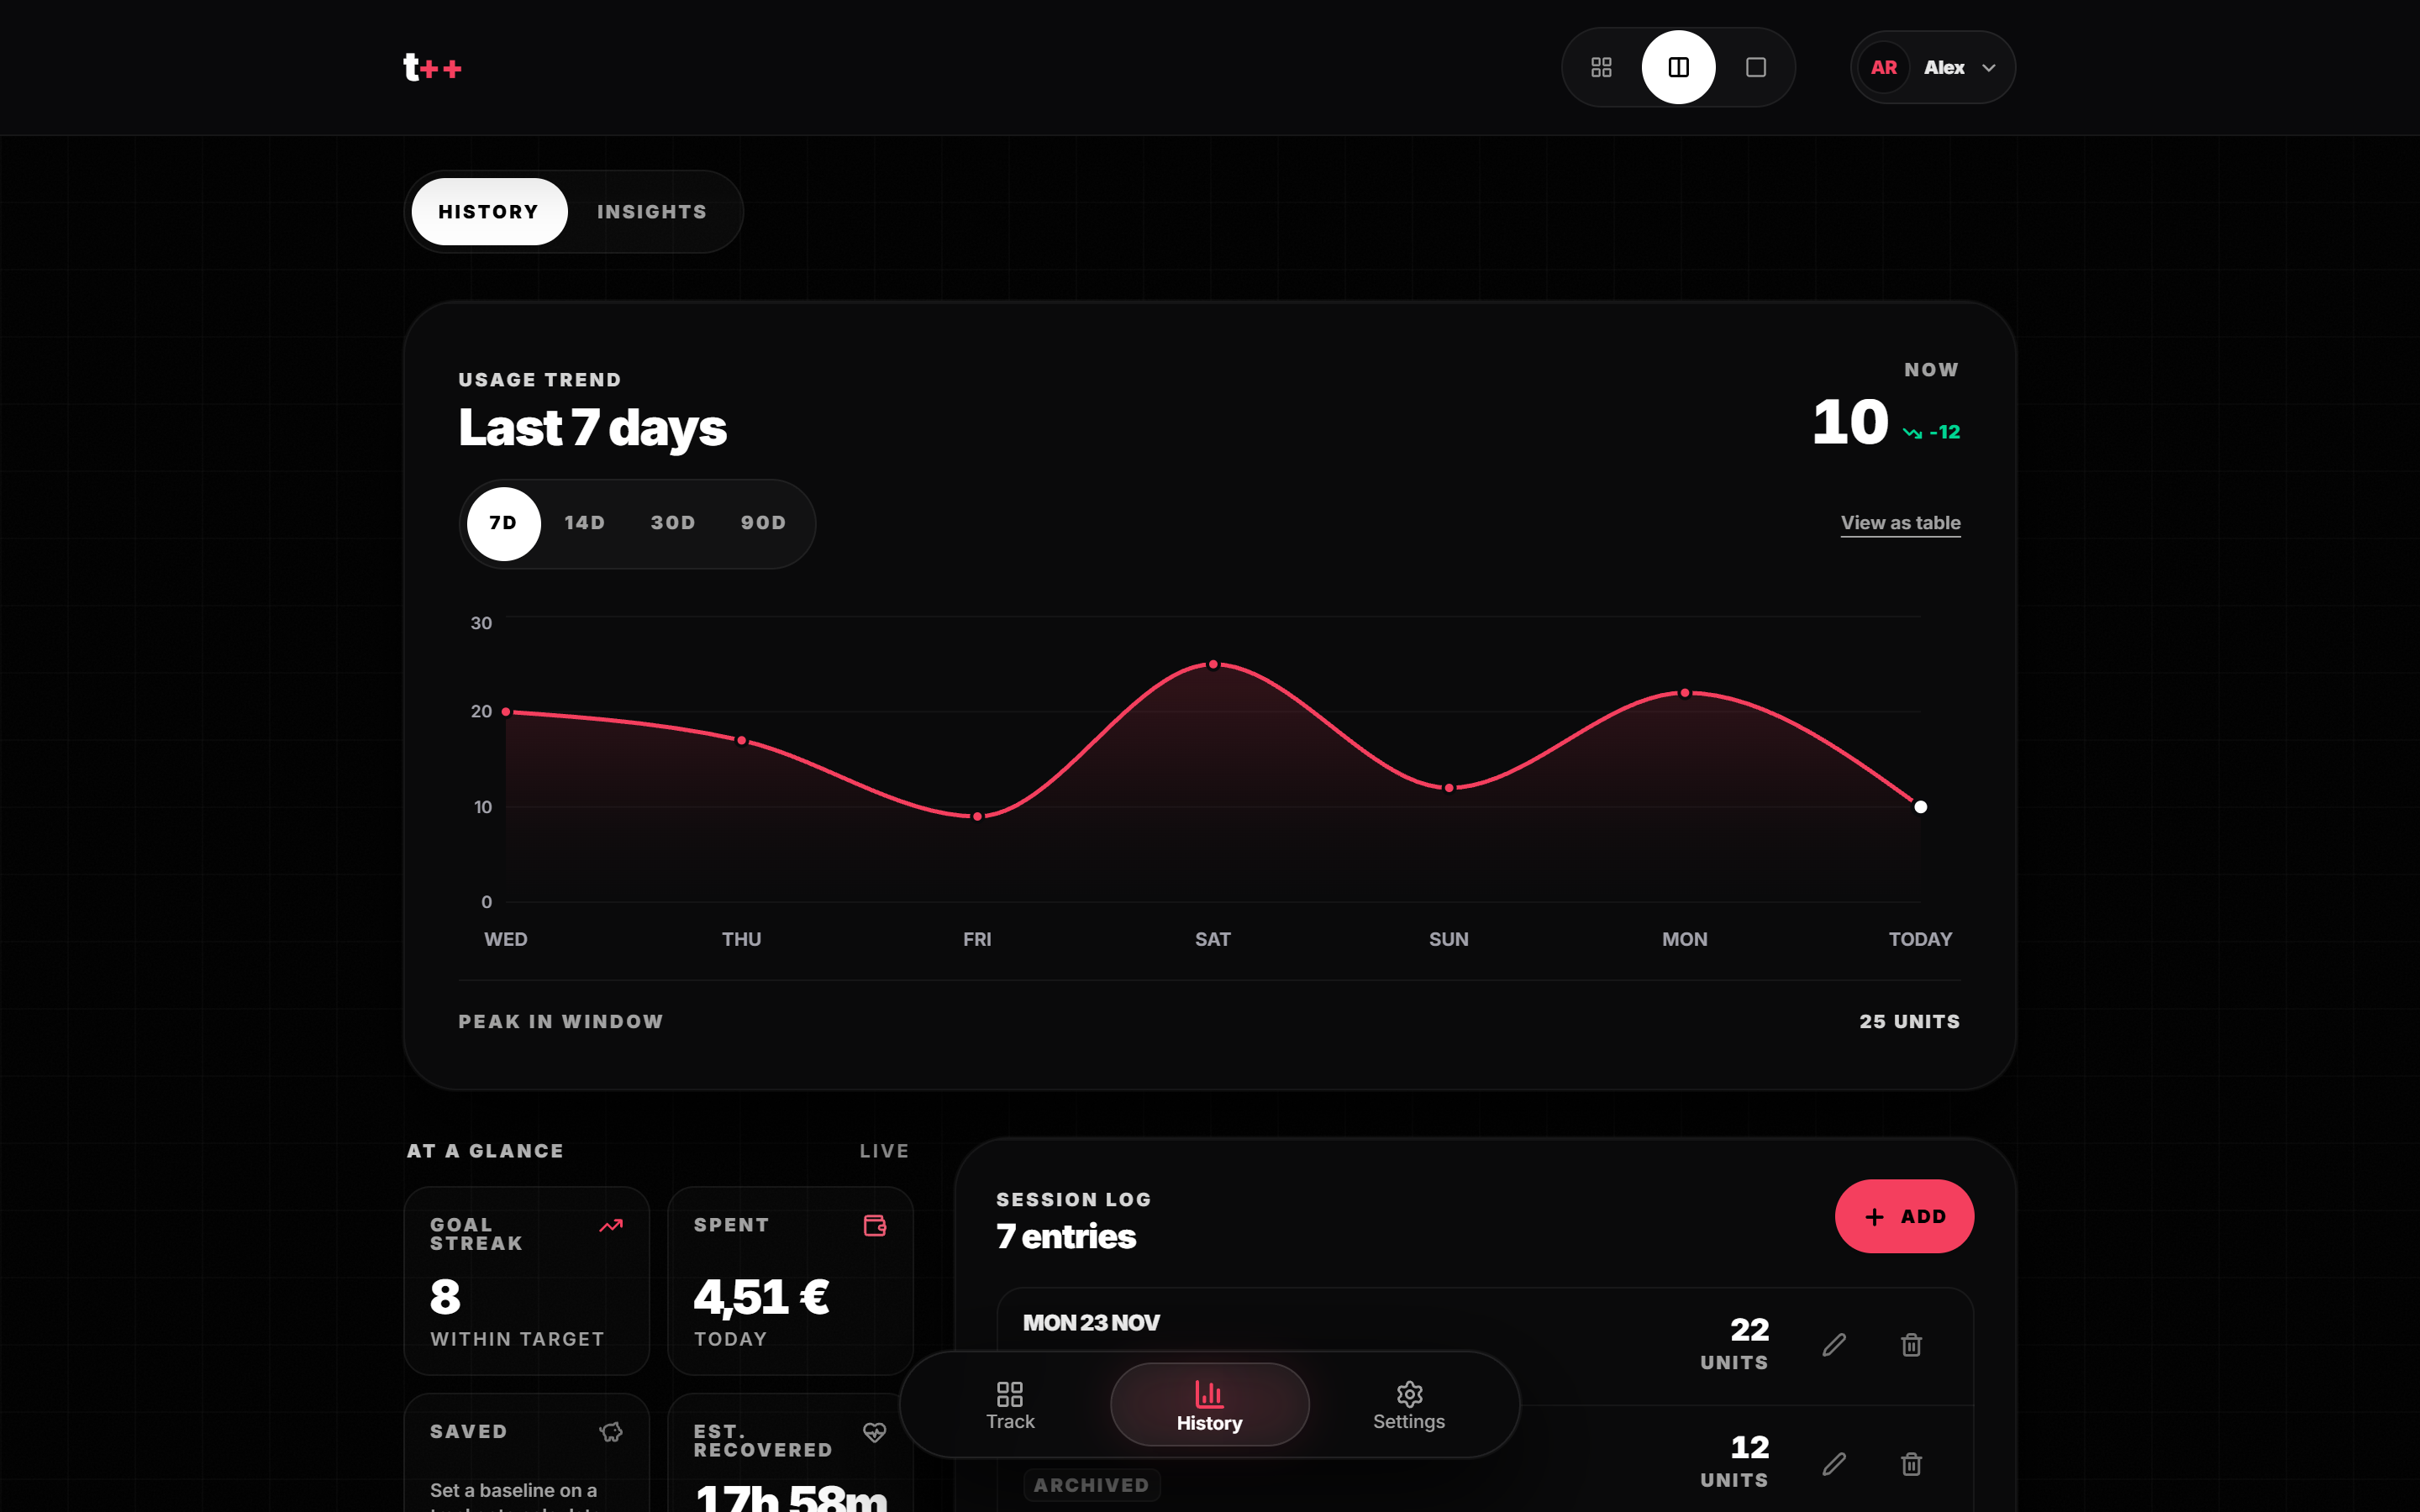 t++
AR Alex
HISTORY INSIGHTS
USAGE TREND
Last 7 days
NOW
10 -12
7D 14D 30D 90D
View as table
30
20
10
0
WED THU FRI SAT SUN MON TODAY
PEAK IN WINDOW
25 UNITS
AT A GLANCE
LIVE
GOAL
STREAK
8
WITHIN TARGET
SPENT
4,51 €
TODAY
SAVED
Set a baseline on a
EST.
RECOVERED
17h 58m
SESSION LOG
7 entries
+ ADD
MON 23 NOV
22
UNITS
12
UNITS
ARCHIVED
Track
History
Settings